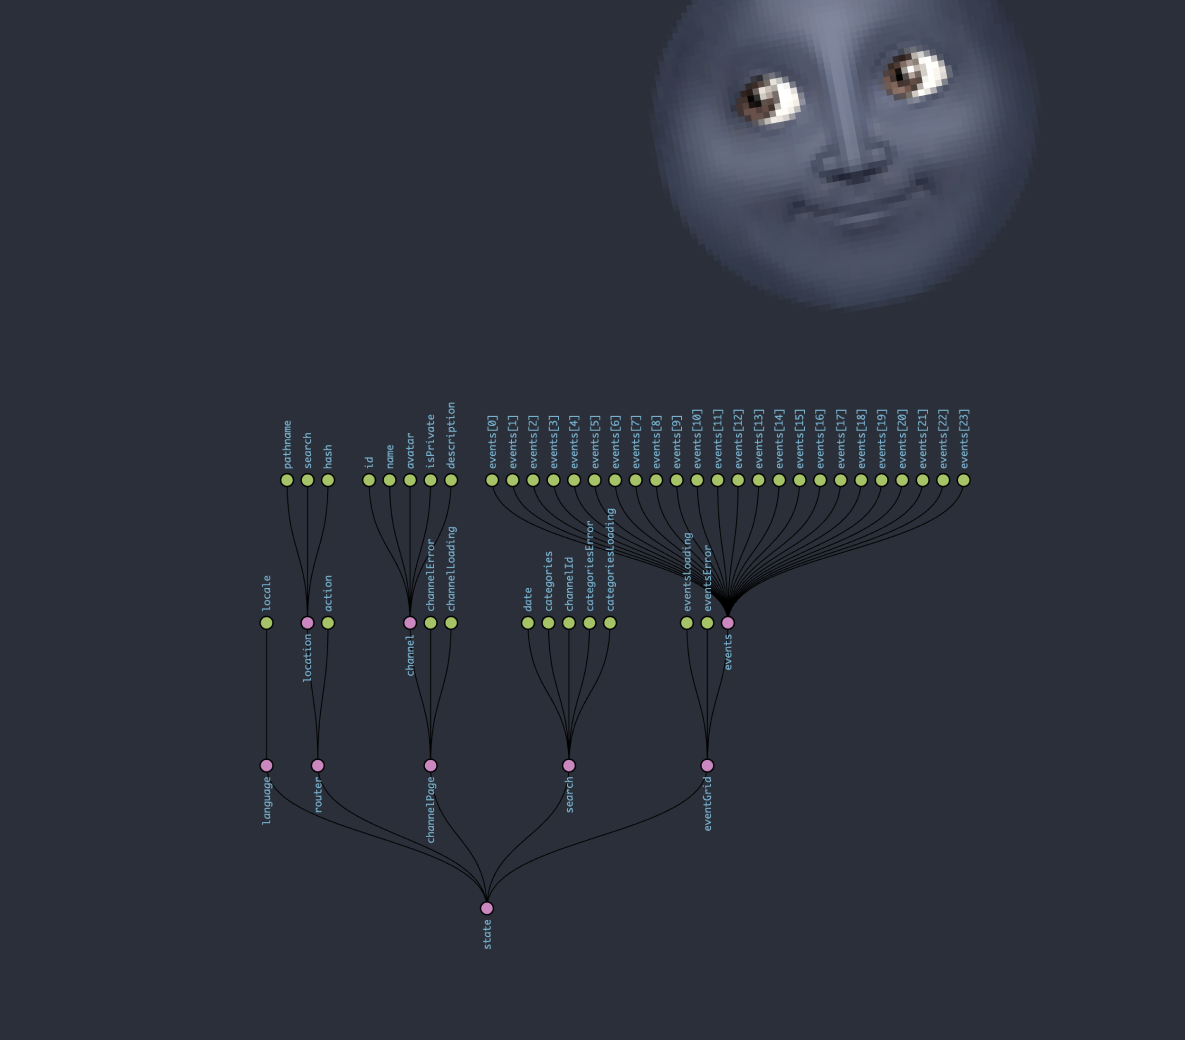 pathname
search
hash
id
name
avatar
isPrivate
description
events[0]
events[1]
events[2]
events[3]
events[4]
events[5]
events[6]
events[7]
events[8]
events[9]
events[10]
events[11]
events[12]
events[13]
events[14]
events[15]
events[16]
events[17]
events[18]
events[19]
events[20]
events[21]
events[22]
events[23]
locale
location
action
channel
channelError
channelLoading
date
categories
channelId
categoriesError
categoriesLoading
eventsLoading
eventsError
events
language
router
channelPage
search
eventGrid
state